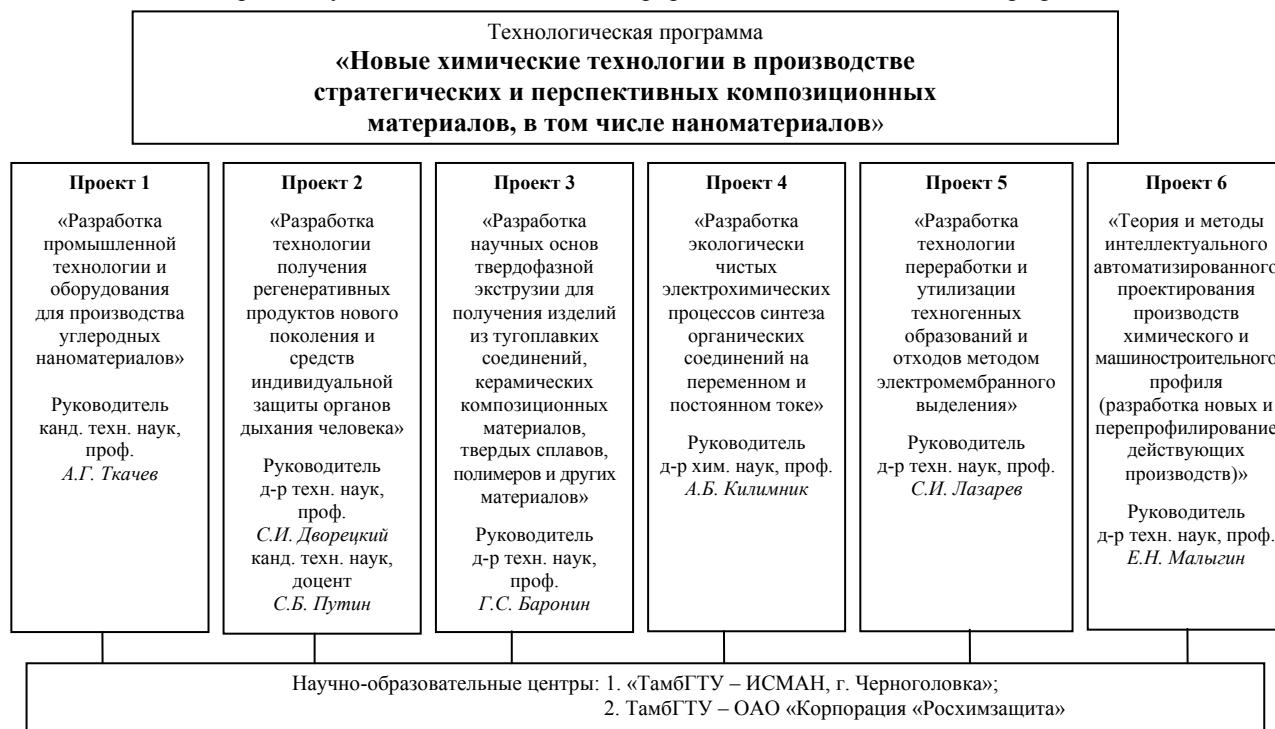 Технологическая программа
«Новые химические технологии в производстве
стратегических и перспективных композиционных
материалов, в том числе наноматериалов»
Проект 1
«Разработка
промышленной
технологии и
оборудования
для производства
углеродных
наноматериалов»
Руководитель
канд. техн. наук,
проф.
А.Г. Ткачев
Проект 2
«Разработка
технологии
получения
регенеративных
продуктов нового
поколения и
средств
индивидуальной
защиты органов
дыхания человека»
Руководитель
д-р техн. наук,
проф.
С.И. Дворецкий
канд. техн. наук,
доцент
С.Б. Путин
Проект 3
«Разработка
научных основ
твердофазной
экструзии для
получения изделий
из тугоплавких
соединений,
керамических
композиционных
материалов,
твердых сплавов,
полимеров и других
материалов»
Руководитель
д-р техн. наук,
проф.
Г.С. Баронин
Проект 4
«Разработка
экологически
чистых
электрохимических
процессов синтеза
органических
соединений на
переменном и
постоянном токе»
Руководитель
д-р хим. наук, проф.
А.Б. Килимник
Проект 5
«Разработка
технологии
переработки и
утилизации
техногенных
образований и
отходов методом
электромембранного
выделения»
Руководитель
д-р техн. наук, проф.
С.И. Лазарев
Проект 6
«Теория и методы
интеллектуального
автоматизированного
проектирования
производств
химического и
машиностроительного
профиля
(разработка новых и
перепрофилирование
действующих
производств)»
Руководитель
д-р техн. наук, проф.
Е.Н. Малыгин
Научно-образовательные центры: 1. «ТамбГТУ – ИСМАН, г. Черноголовка»;
2. ТамбГТУ – ОАО «Корпорация «Росхимзащита»